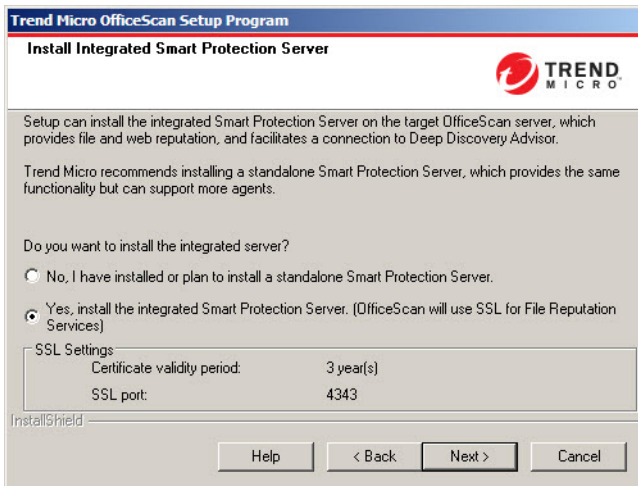 Trend Micro OfficeScan Setup Program
Install Integrated Smart Protection Server
TREND
MICRO
Setup can install the integrated Smart Protection Server on the target OfficeScan server, which
provides file and web reputation, and facilitates a connection to Deep Discovery Advisor.
Trend Micro recommends installing a standalone Smart Protection Server, which provides the same
functionality but can support more agents.
Do you want to install the integrated server?
No, I have installed or plan to install a standalone Smart Protection Server.
Yes, install the integrated Smart Protection Server. (OfficeScan will use SSL for File Reputation
Services)
SSL Settings
Certificate validity period: 3 year(s)
SSL port: 4343
InstallShield
Help < Back Next > Cancel